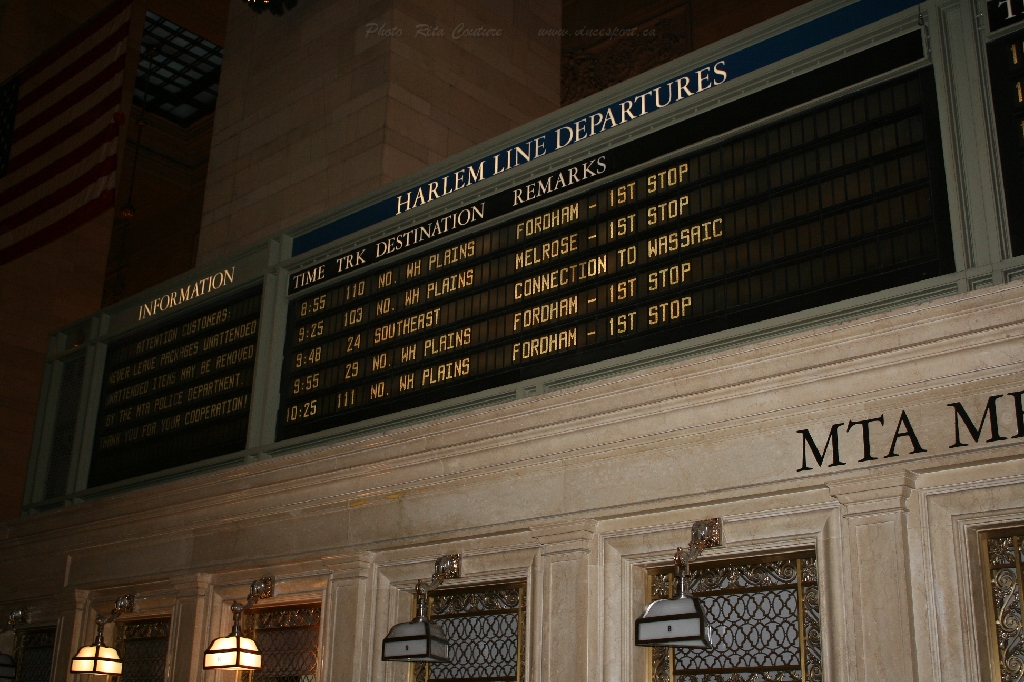 Photo Rita Couture www.vincesport.ca
HARLEM LINE DEPARTURES
TIME TRK DESTINATION REMARKS
8:55 110 NO. WH PLAINS FORDHAM - 1ST STOP
9:25 103 NO. WH PLAINS MELROSE - 1ST STOP
9:48 24 SOUTHEAST CONNECTION TO WASSAIC
9:55 29 NO. WH PLAINS FORDHAM - 1ST STOP
10:25 111 NO. WH PLAINS FORDHAM - 1ST STOP
INFORMATION
ATTENTION CUSTOMERS:
NEVER LEAVE PACKAGES UNATTENDED
UNATTENDED ITEMS MAY BE REMOVED
BY THE MTA POLICE DEPARTMENT.
THANK YOU FOR YOUR COOPERATION!
MTA